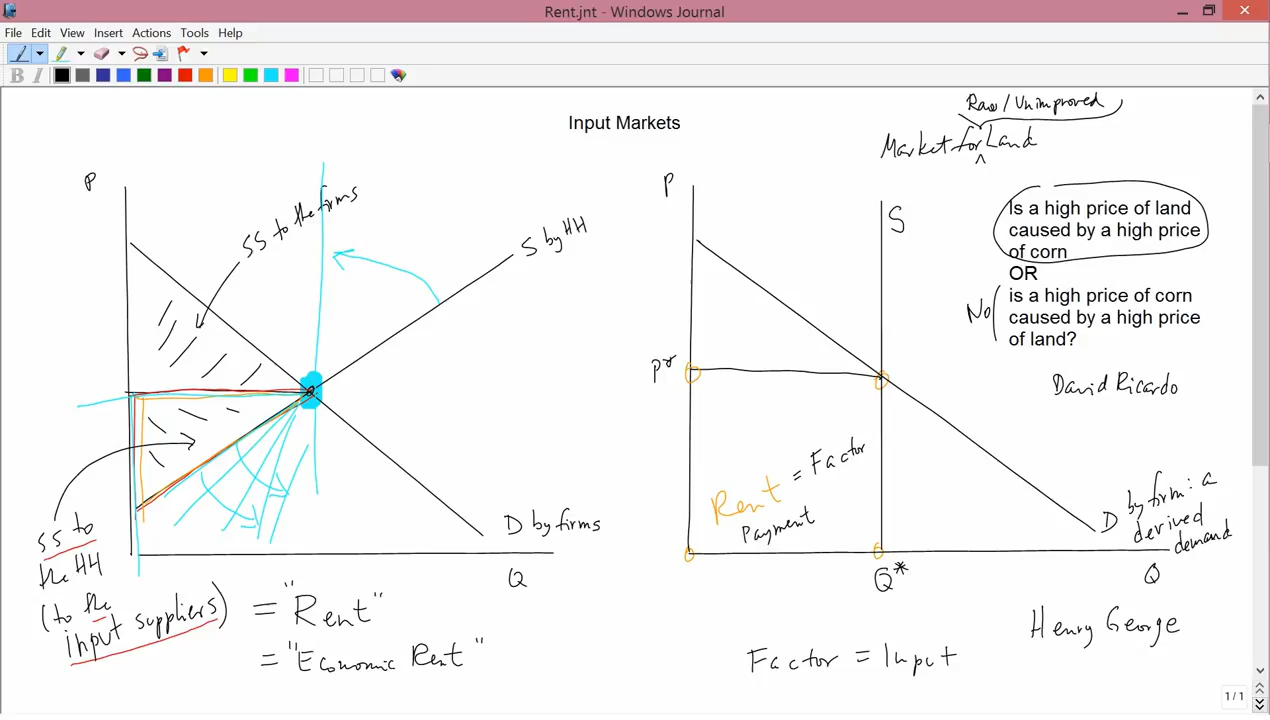 Rent.jnt - Windows Journal
File Edit View Insert Actions Tools Help
B I
Input Markets
Raw/Unimproved
Market for Land
^
P
SS to the firms
S by HH
D by firms
Q
SS to
the HH
(to the
input suppliers)
= "Rent"
= "Economic Rent"
P
S
P*
Rent = Factor
Payment
Q*
D by firm: a
derived
demand
Q
Is a high price of land
caused by a high price
of corn
OR
No
is a high price of corn
caused by a high price
of land?
David Ricardo
Henry George
Factor = Input
1 / 1